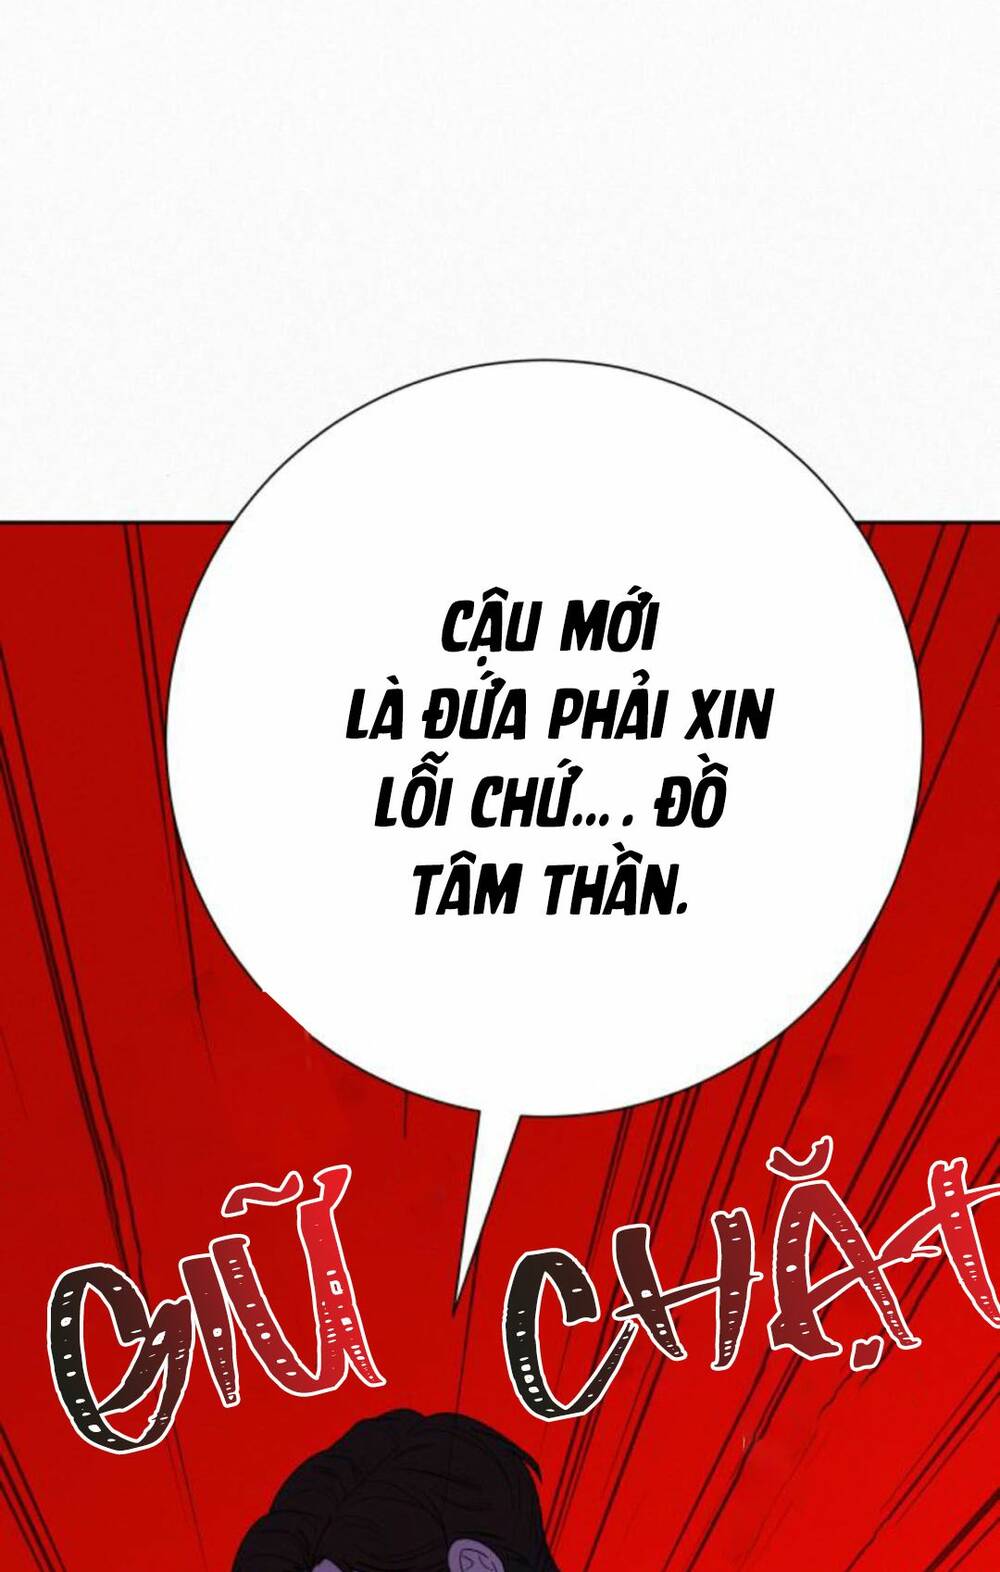 CẬU MỚI
LÀ ĐỨA PHẢI XIN
LỖI CHỨ.... ĐỒ
TÂM THẦN.
GIỮ CHẶT